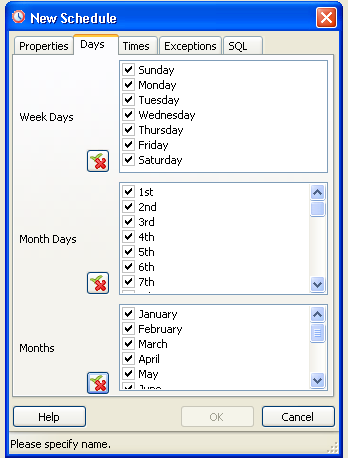 New Schedule
Properties Days Times Exceptions SQL
Week Days
Sunday
Monday
Tuesday
Wednesday
Thursday
Friday
Saturday
Month Days
1st
2nd
3rd
4th
5th
6th
7th
Months
January
February
March
April
May
June
Help OK Cancel
Please specify name.